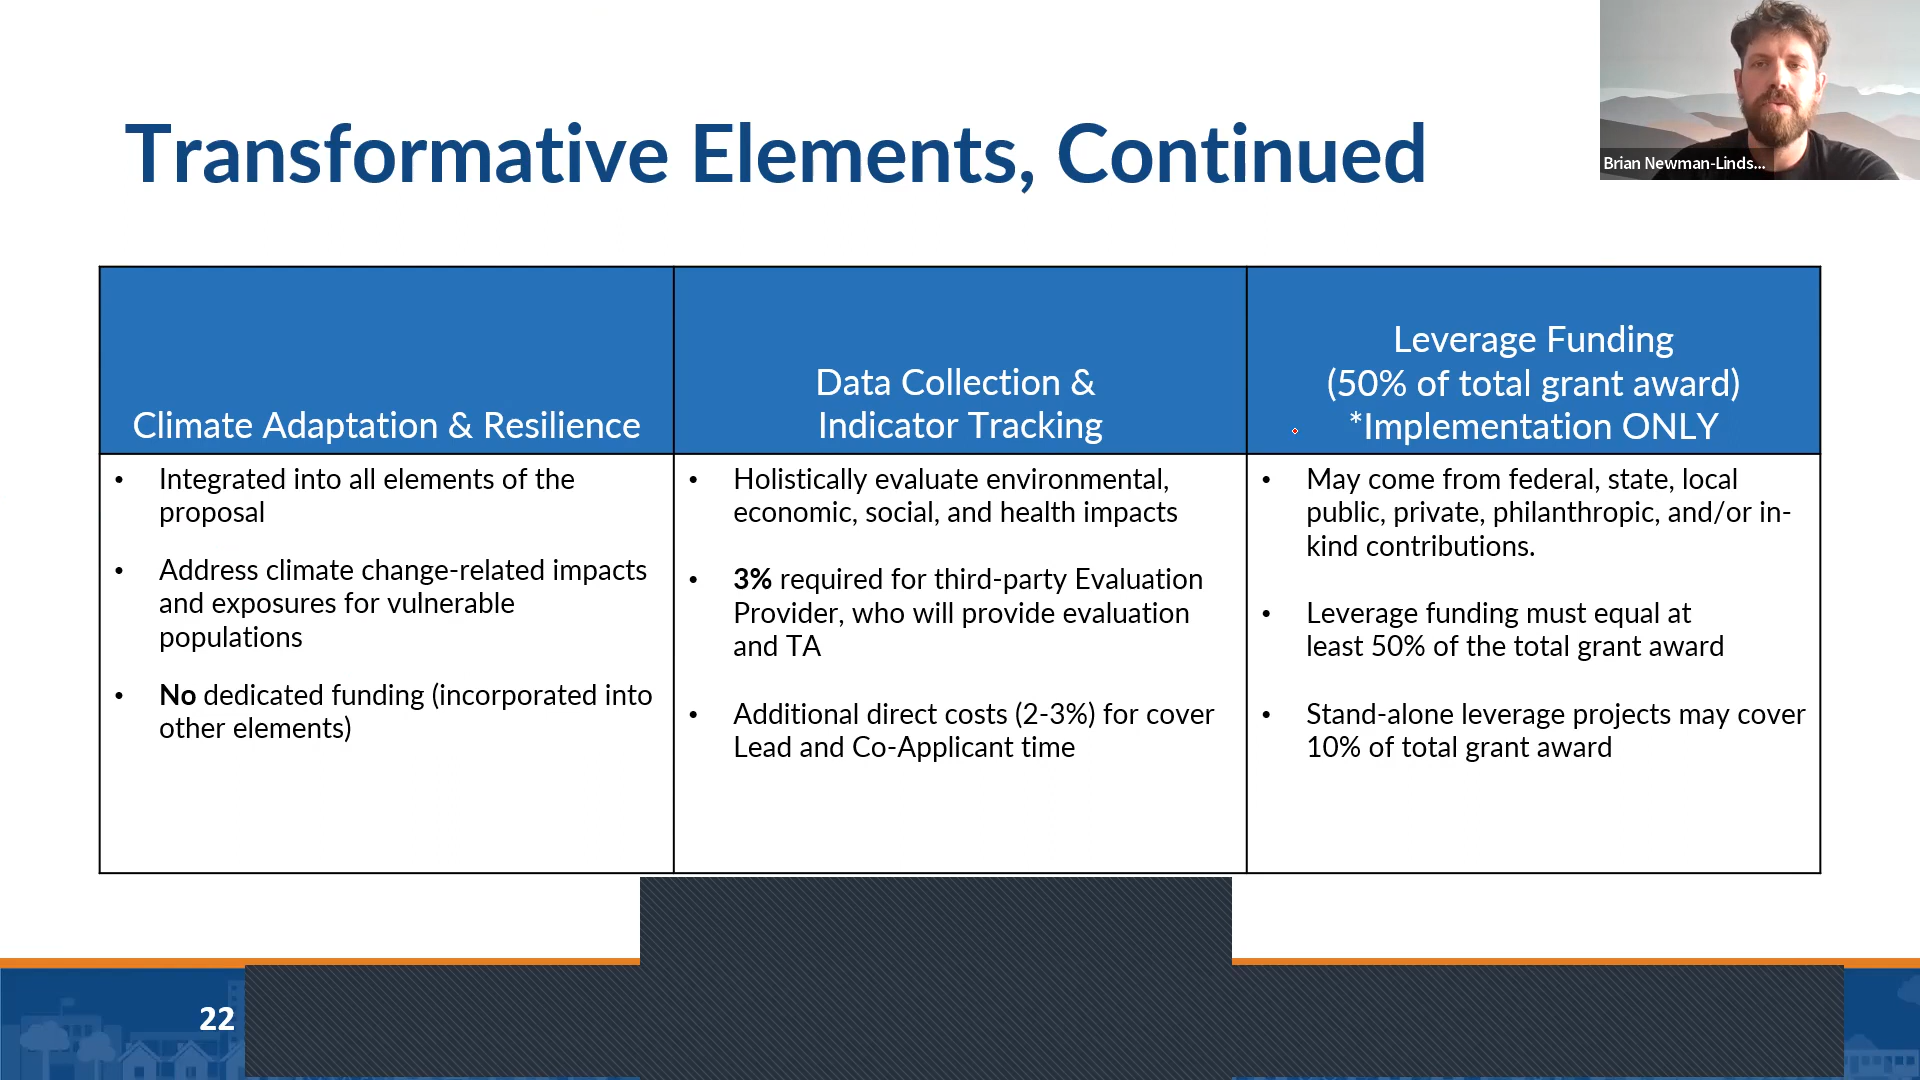 Transformative Elements, Continued
Brian Newman-Linds...
Climate Adaptation & Resilience
Data Collection &
Indicator Tracking
Leverage Funding
(50% of total grant award)
*Implementation ONLY
• Integrated into all elements of the
proposal
• Address climate change-related impacts
and exposures for vulnerable
populations
• No dedicated funding (incorporated into
other elements)
• Holistically evaluate environmental,
economic, social, and health impacts
• 3% required for third-party Evaluation
Provider, who will provide evaluation
and TA
• Additional direct costs (2-3%) for cover
Lead and Co-Applicant time
• May come from federal, state, local
public, private, philanthropic, and/or in-
kind contributions.
• Leverage funding must equal at
least 50% of the total grant award
• Stand-alone leverage projects may cover
10% of total grant award
22